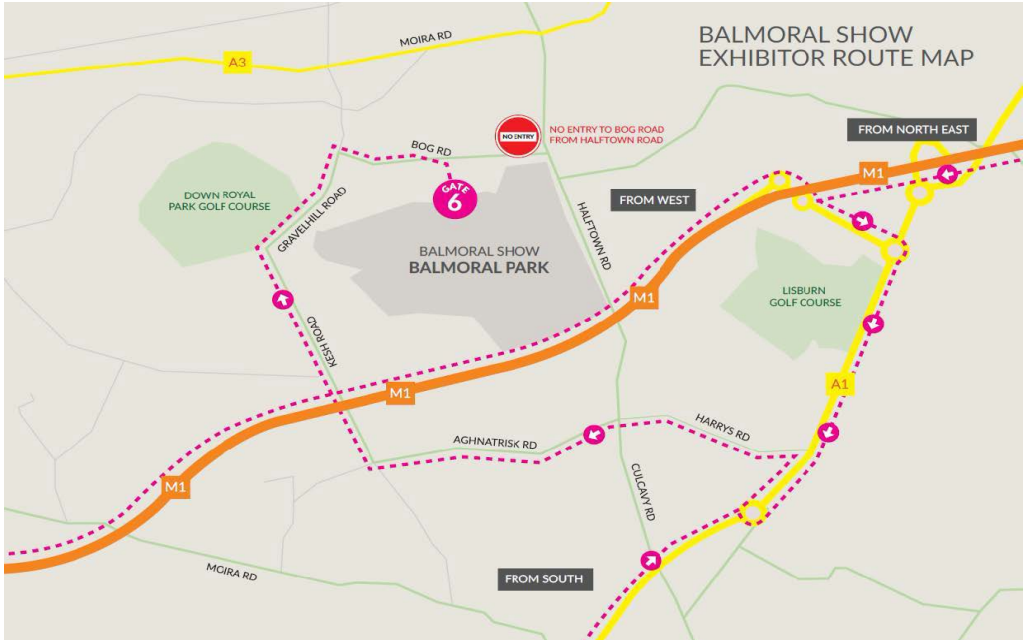 BALMORAL SHOW
EXHIBITOR ROUTE MAP
MOIRA RD
A3
NO ENTRY
NO ENTRY TO BOG ROAD
FROM HALFTOWN ROAD
FROM NORTH EAST
M1
BOG RD
GATE
6
DOWN ROYAL
PARK GOLF COURSE
GRAVELHILL ROAD
FROM WEST
HALFTOWN RD
BALMORAL SHOW
BALMORAL PARK
LISBURN
GOLF COURSE
M1
KESH ROAD
A1
M1
HARRYS RD
AGHNATRISK RD
CULCAVY RD
M1
MOIRA RD
FROM SOUTH